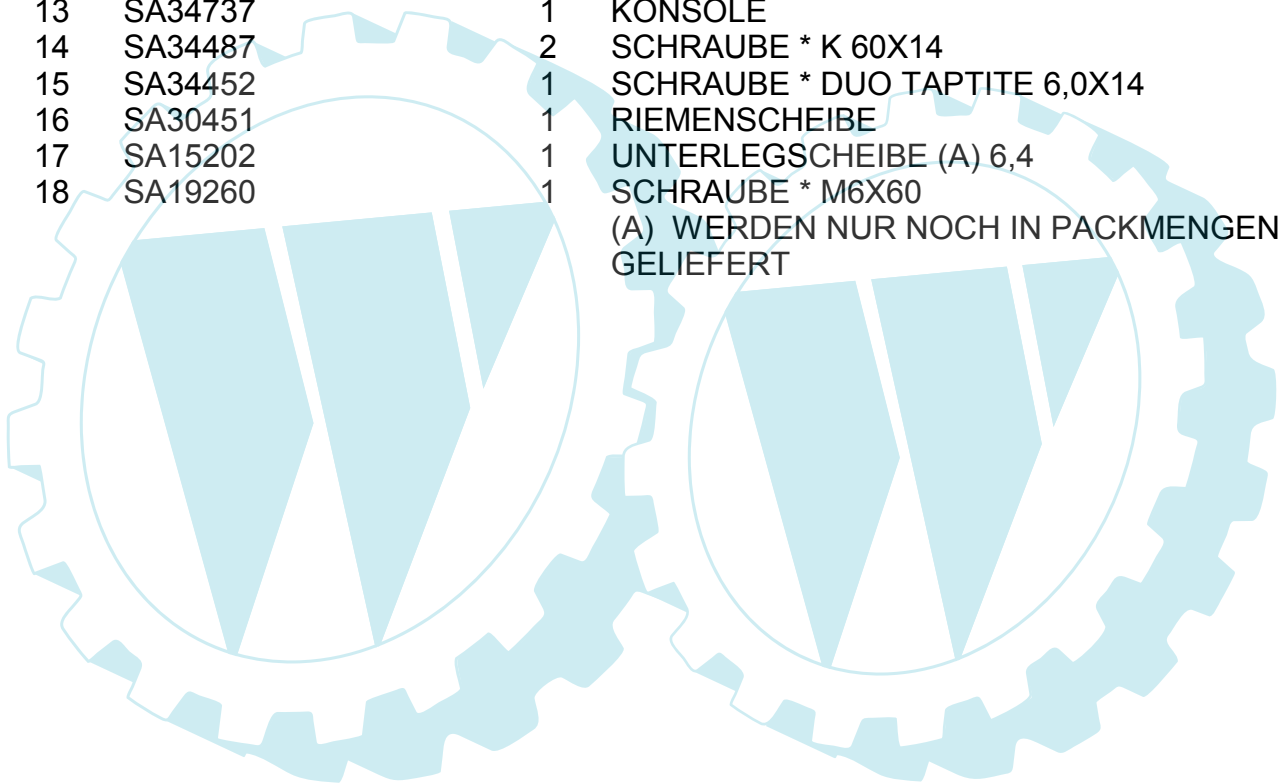 13 SA34737 1 KONSOLE
14 SA34487 2 SCHRAUBE * K 60X14
15 SA34452 1 SCHRAUBE * DUO TAPTITE 6,0X14
16 SA30451 1 RIEMENSCHEIBE
17 SA15202 1 UNTERLEGSCHEIBE (A) 6,4
18 SA19260 1 SCHRAUBE * M6X60
(A) WERDEN NUR NOCH IN PACKMENGEN
GELIEFERT